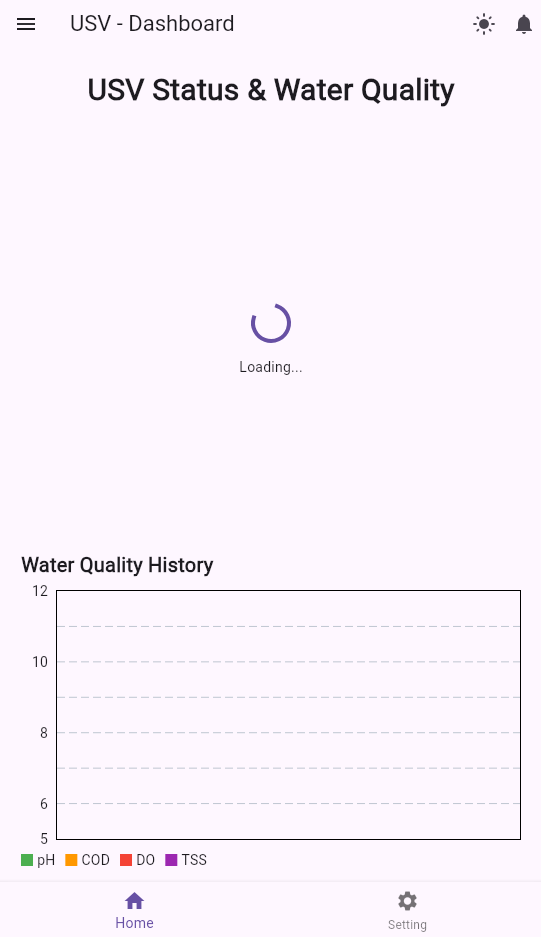 USV - Dashboard
USV Status & Water Quality
Loading...
Water Quality History
12
10
8
6
5
pH COD DO TSS
Home Setting